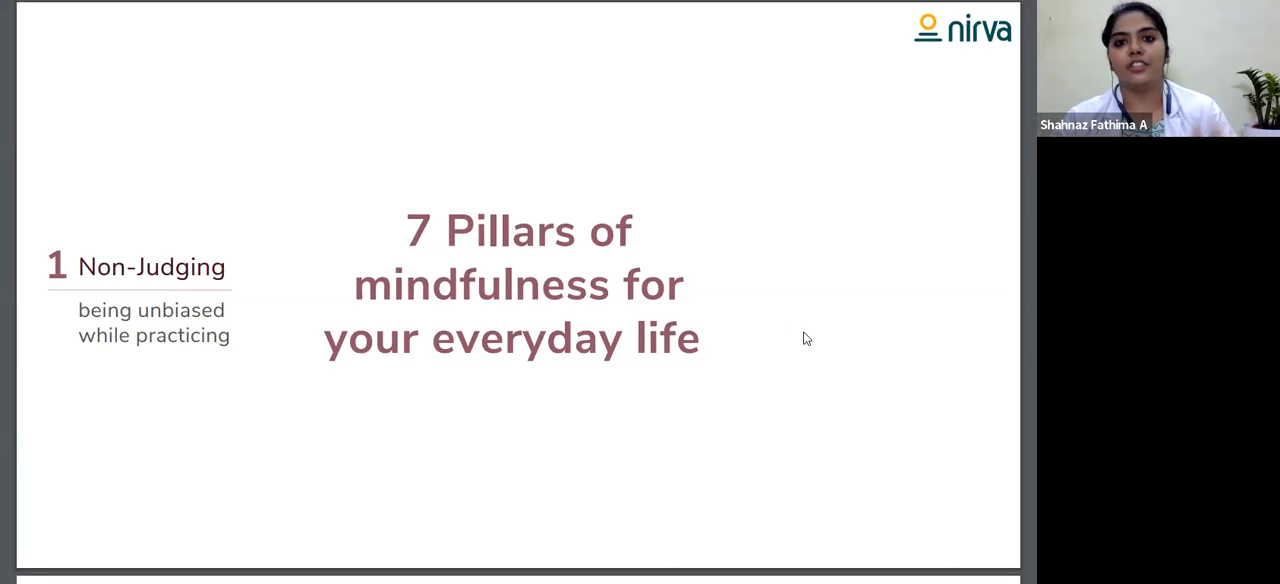 nirva
7 Pillars of
mindfulness for
your everyday life
1 Non-Judging
being unbiased
while practicing
Shahnaz Fathima A